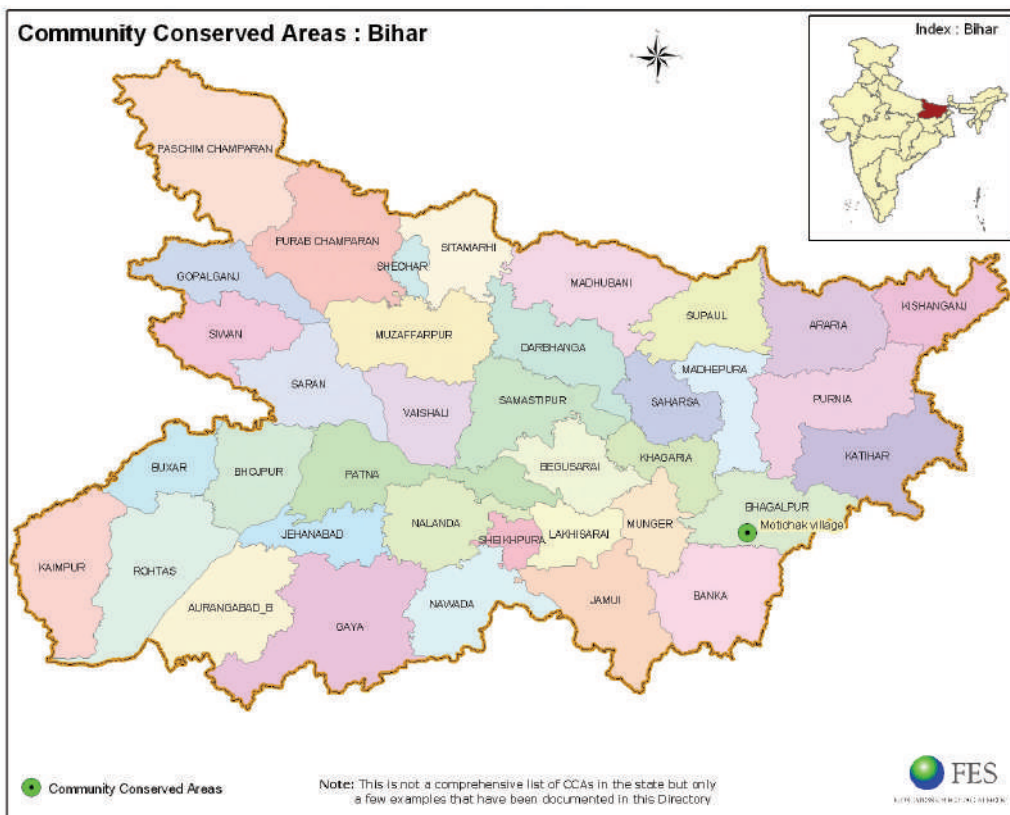 Community Conserved Areas : Bihar
Index : Bihar
PASCHIM CHAMPARAN
PURAB CHAMPARAN
SITAMARHI
SHEOHAR
GOPALGANJ
MADHUBANI
KISHANGANJ
SUPAUL
ARARIA
SIWAN
MUZAFFARPUR
DARBHANGA
MADHEPURA
SARAN
SAMASTIPUR
SAHARSA
PURNIA
VAISHALI
KATIHAR
BUXAR
BHOJPUR
PATNA
BEGUSARAI
KHAGARIA
BHAGALPUR
Motichak village
NALANDA
MUNGER
JEHANABAD
SHEIKHPURA
LAKHISARAI
KAIMPUR
ROHTAS
AURANGABAD_B
GAYA
NAWADA
JAMUI
BANKA
Community Conserved Areas
Note: This is not a comprehensive list of CCAs in the state but only
a few examples that have been documented in this Directory
FES